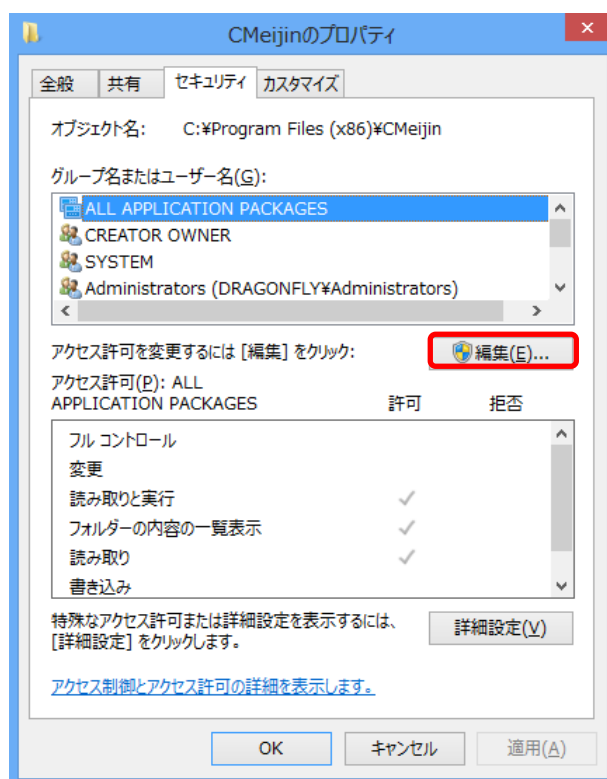 CMeijinのプロパティ
全般 共有 セキュリティ カスタマイズ
オブジェクト名: C:¥Program Files (x86)¥CMeijin
グループ名またはユーザー名(G):
ALL APPLICATION PACKAGES
CREATOR OWNER
SYSTEM
Administrators (DRAGONFLY¥Administrators)
アクセス許可を変更するには [編集] をクリック: 編集(E)...
アクセス許可(P): ALL
APPLICATION PACKAGES 許可 拒否
フル コントロール
変更
読み取りと実行
フォルダーの内容の一覧表示
読み取り
書き込み
特殊なアクセス許可または詳細設定を表示するには、
[詳細設定] をクリックします。 詳細設定(V)
アクセス制御とアクセス許可の詳細を表示します。
OK キャンセル 適用(A)